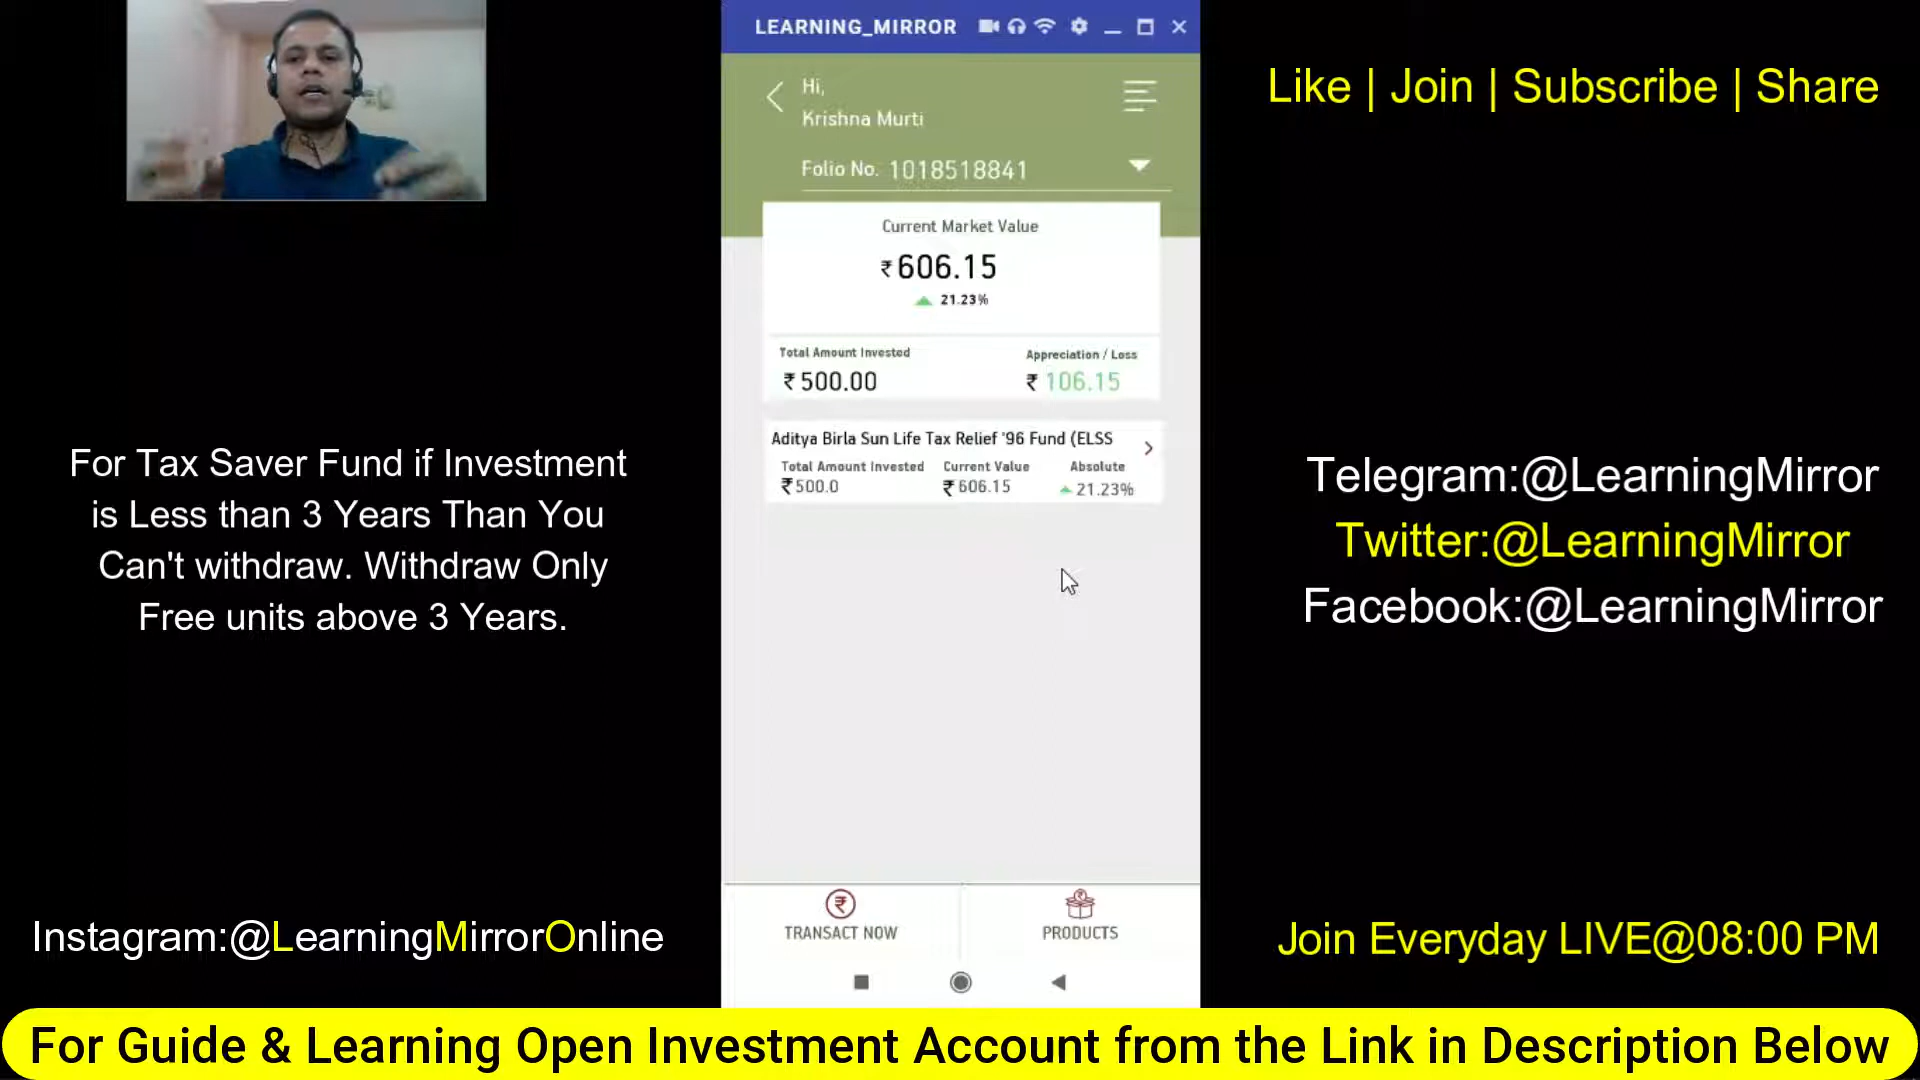 LEARNING_MIRROR
Hi,
Krishna Murti
Folio No. 1018518841
Current Market Value
₹606.15
21.23%
Total Amount Invested
₹500.00
Appreciation / Loss
₹ 106.15
Aditya Birla Sun Life Tax Relief '96 Fund (ELSS
Total Amount Invested Current Value Absolute
₹500.0 ₹606.15 21.23%
TRANSACT NOW
PRODUCTS
For Tax Saver Fund if Investment
is Less than 3 Years Than You
Can't withdraw. Withdraw Only
Free units above 3 Years.
Instagram:@LearningMirrorOnline
Like | Join | Subscribe | Share
Telegram:@LearningMirror
Twitter:@LearningMirror
Facebook:@LearningMirror
Join Everyday LIVE@08:00 PM
For Guide & Learning Open Investment Account from the Link in Description Below